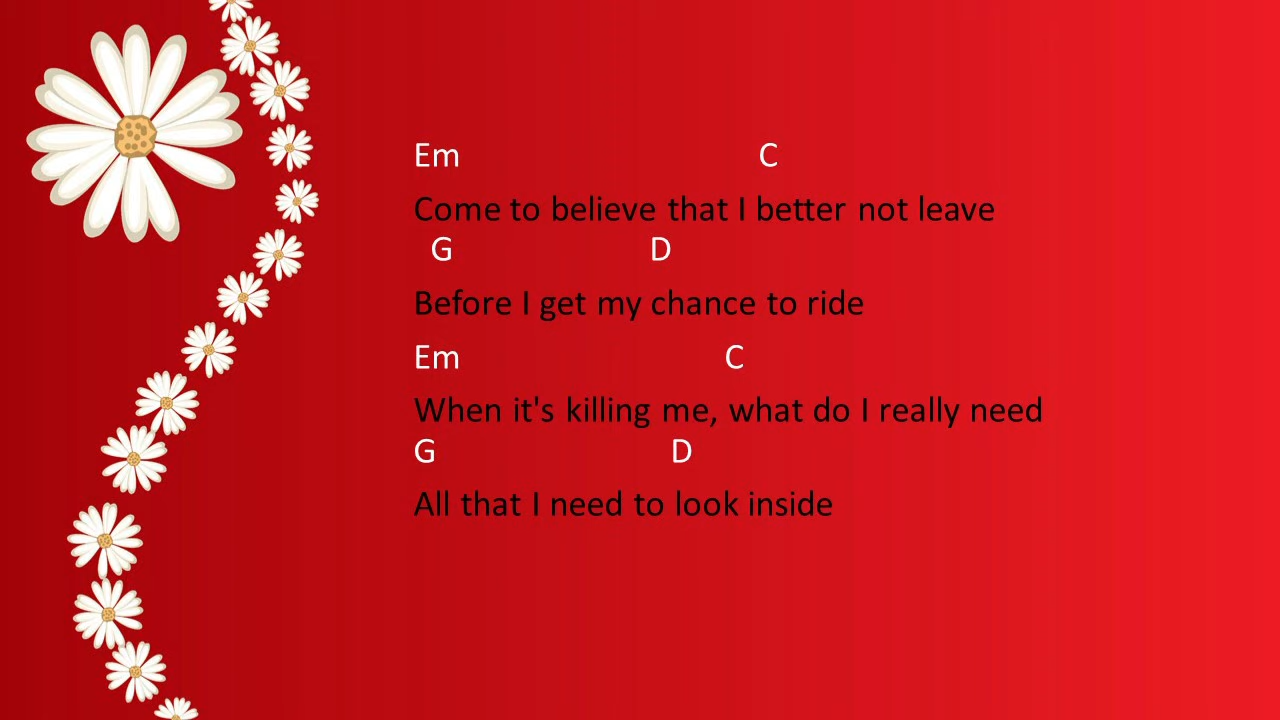 Em C
Come to believe that I better not leave
G D
Before I get my chance to ride
Em C
When it's killing me, what do I really need
G D
All that I need to look inside